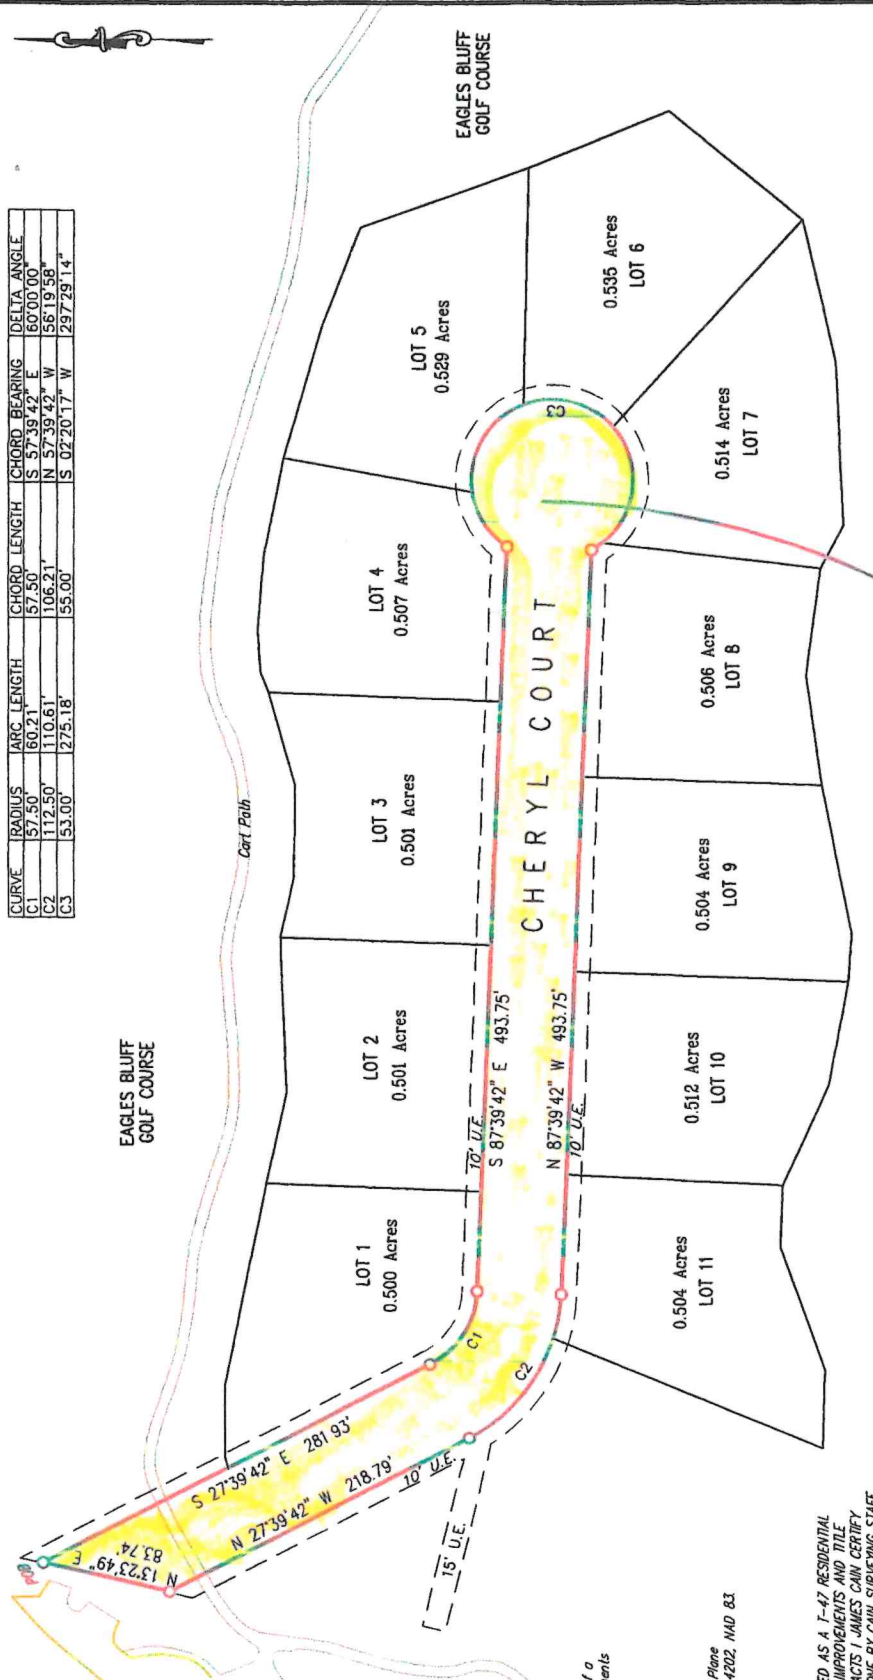 CURVE RADIUS ARC LENGTH CHORD LENGTH CHORD BEARING DELTA ANGLE
C1 57.50' 60.21' 57.50' S 57°39'42" E 60°00'00"
C2 112.50' 110.61' 106.21' N 57°39'42" W 56°19'58"
C3 53.00' 275.18' 55.00' S 02°20'17" W 297°29'14"
EAGLES BLUFF
GOLF COURSE
EAGLES BLUFF
GOLF COURSE
Cart Path
LOT 1
0.500 Acres
LOT 2
0.501 Acres
LOT 3
0.501 Acres
LOT 4
0.507 Acres
LOT 5
0.529 Acres
0.535 Acres
LOT 6
0.514 Acres
LOT 7
0.506 Acres
LOT 8
0.504 Acres
LOT 9
0.512 Acres
LOT 10
0.504 Acres
LOT 11
CHERYL COURT
10' U.E.
S 87°39'42" E 493.75'
N 87°39'42" W 493.75'
10' U.E.
C1
C2
C3
S 27°39'42" E 281.93'
N 27°39'42" W 218.79'
10' U.E.
15' U.E.
POB
N 13°23'49" E
83.74'
f a
ents
Plane
4202, NAD 83
ED AS A T-47 RESIDENTIAL
IMPROVEMENTS AND TITLE
ACTS I JAMES CAIN CERTIFY
BY CAIN SURVEYING STAFF